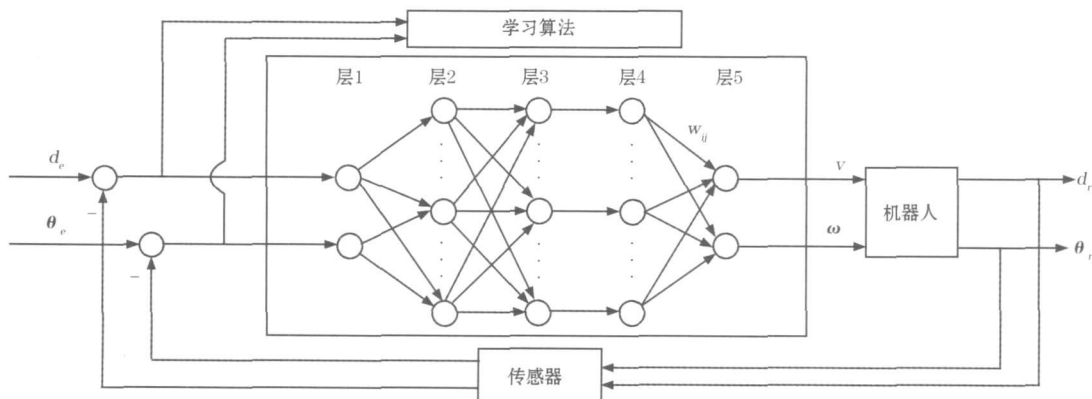 学习算法
层1 层2 层3 层4 层5
w_ij
d_e
V
d_r
−
机器人
θ_e
ω
θ_r
−
传感器